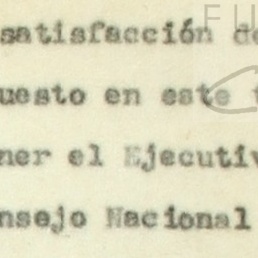 satisfacción de
uesto en este
ner el Ejecutiv
nsejo Nacional